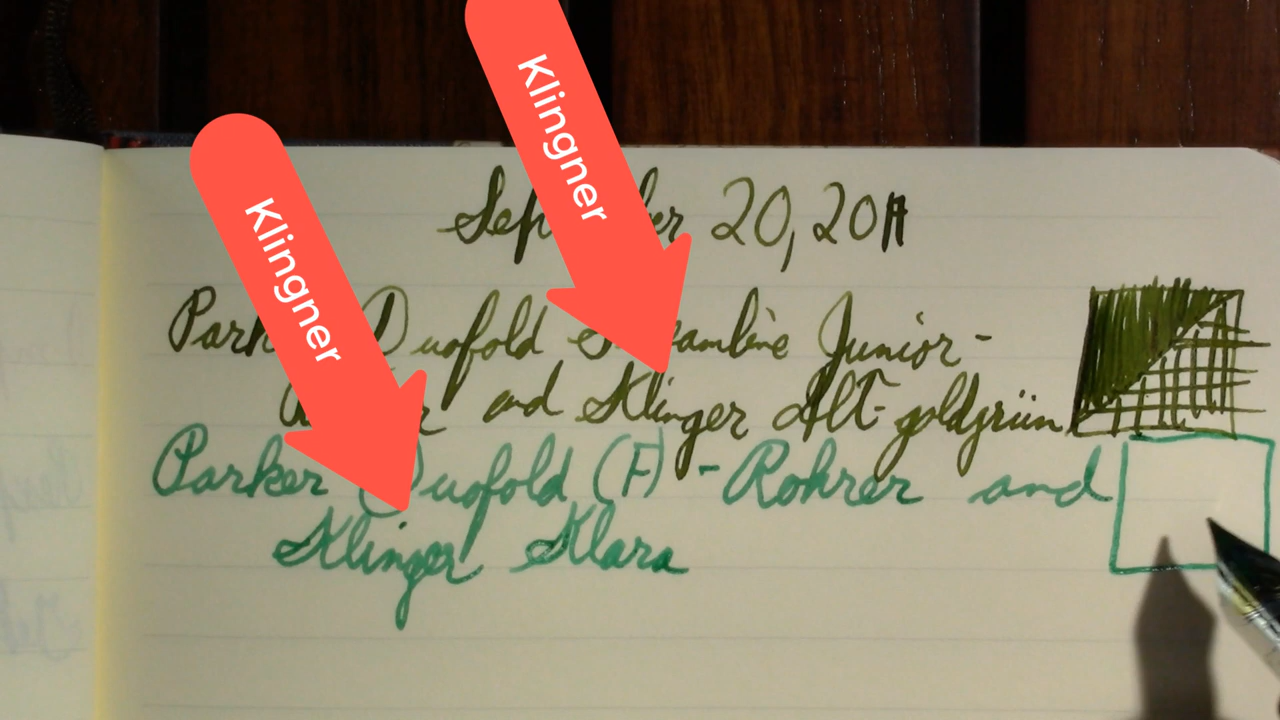 Klingner
Klingner
20, 2017
Duofold Junior-
and Klinger Alt-goldgrün
Parker Duofold (F) - Rohrer and
Klinger Klara